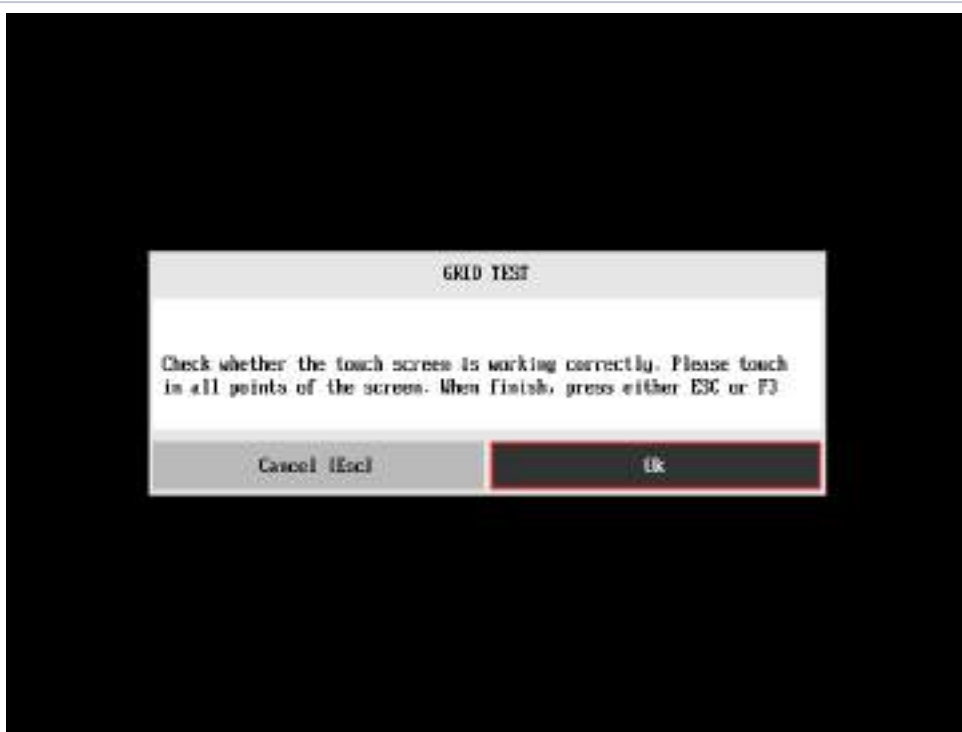 GRID TEST
Check whether the touch screen is working correctly. Please touch
in all points of the screen. When finish, press either ESC or F3
Cancel [Esc]
Ok